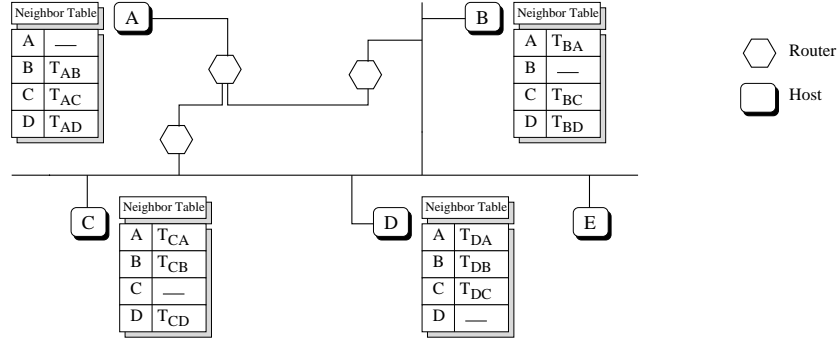 Neighbor Table
A —
B T_AB
C T_AC
D T_AD
A
B
Neighbor Table
A T_BA
B —
C T_BC
D T_BD
Router
Host
C
Neighbor Table
A T_CA
B T_CB
C —
D T_CD
D
Neighbor Table
A T_DA
B T_DB
C T_DC
D —
E